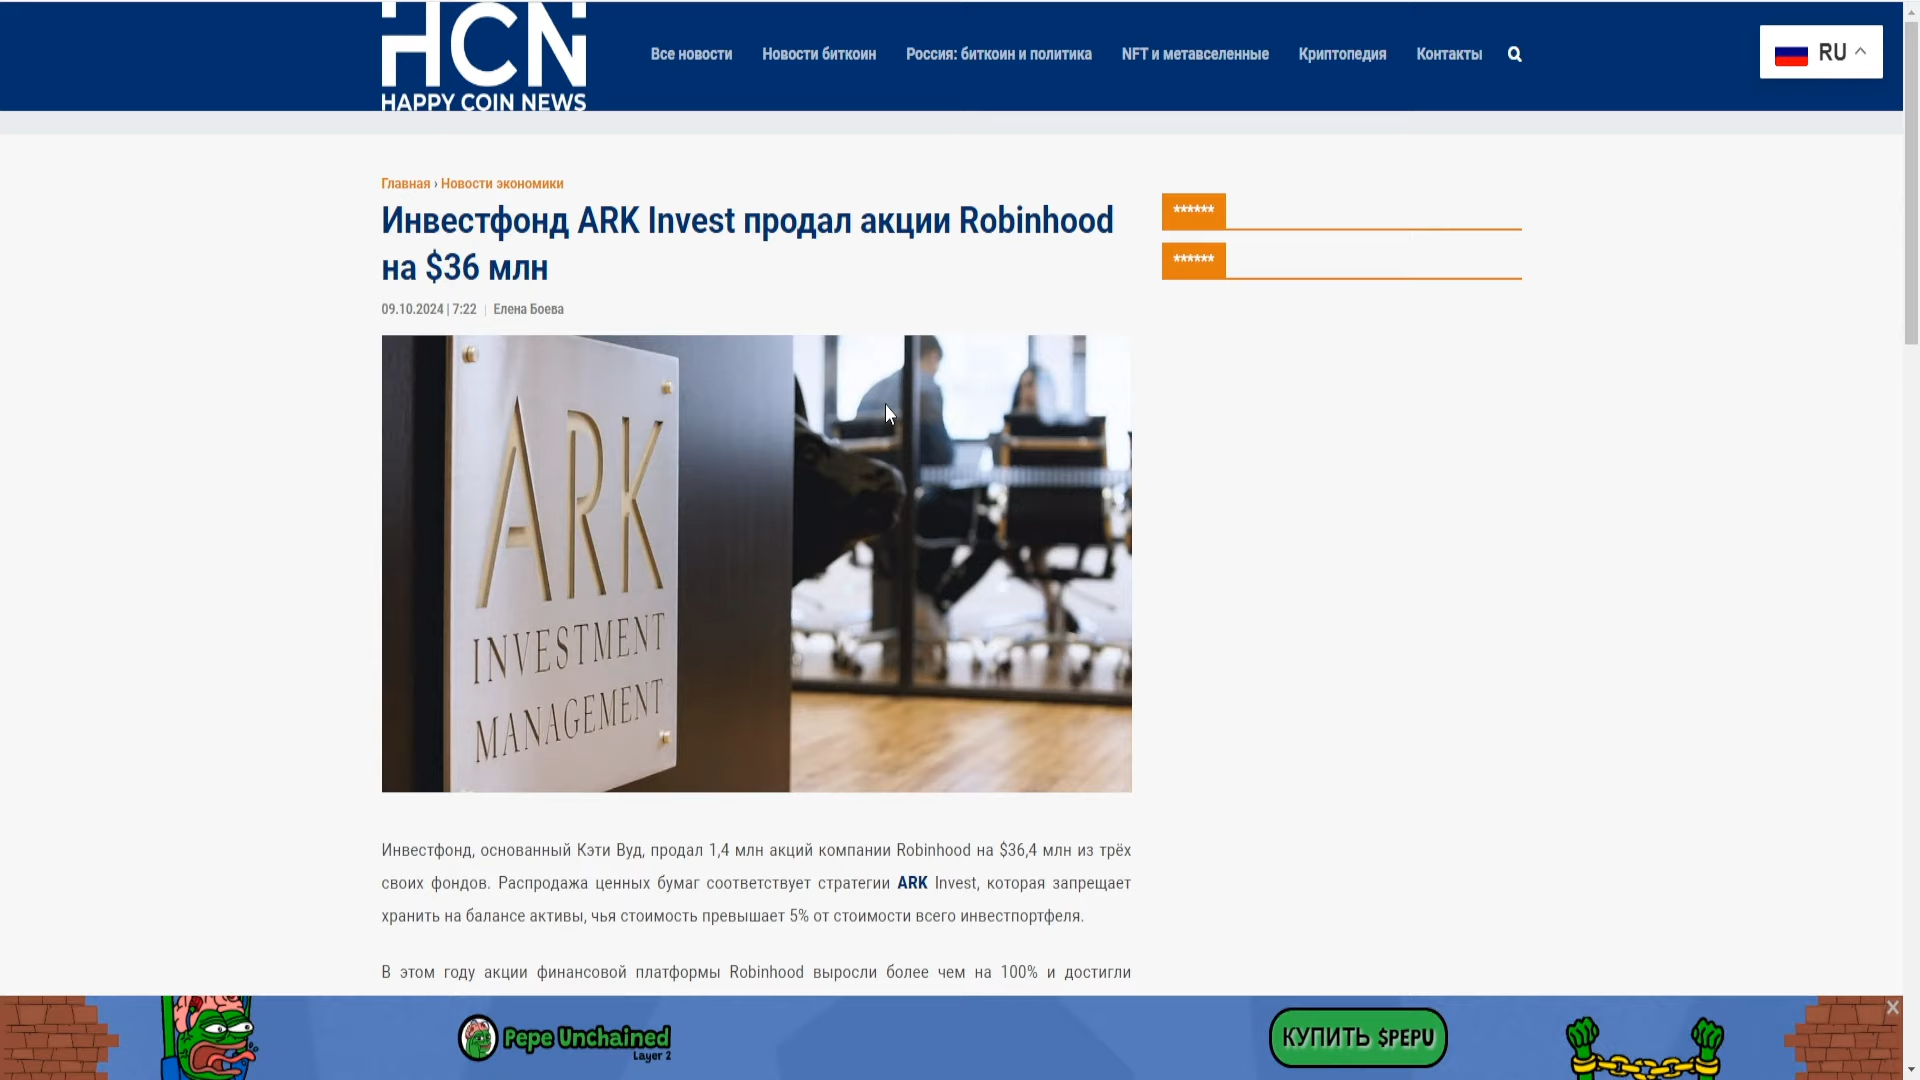 HCN
HAPPY COIN NEWS
Все новости
Новости биткоин
Россия: биткоин и политика
NFT и метавселенные
Криптопедия
Контакты
RU
Главная › Новости экономики
Инвестфонд ARK Invest продал акции Robinhood
на $36 млн
09.10.2024 | 7:22 | Елена Боева
******
******
ARK
INVESTMENT
MANAGEMENT
Инвестфонд, основанный Кэти Вуд, продал 1,4 млн акций компании Robinhood на $36,4 млн из трёх
своих фондов. Распродажа ценных бумаг соответствует стратегии ARK Invest, которая запрещает
хранить на балансе активы, чья стоимость превышает 5% от стоимости всего инвестпортфеля.
В этом году акции финансовой платформы Robinhood выросли более чем на 100% и достигли
Pepe Unchained
Layer 2
КУПИТЬ $PEPU